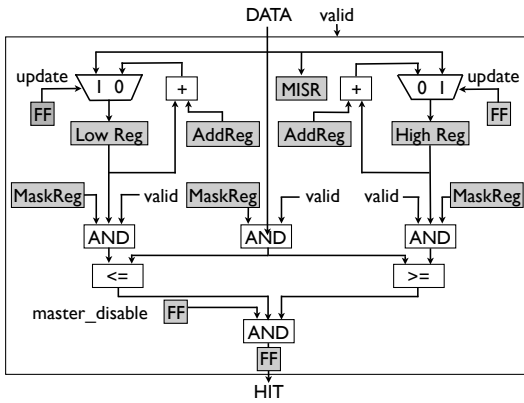 DATA valid
update 1 0 + MISR + 0 1 update
FF FF
Low Reg AddReg AddReg High Reg
MaskReg valid MaskReg valid valid MaskReg
AND AND AND
<= >=
master_disable FF
AND
FF
HIT